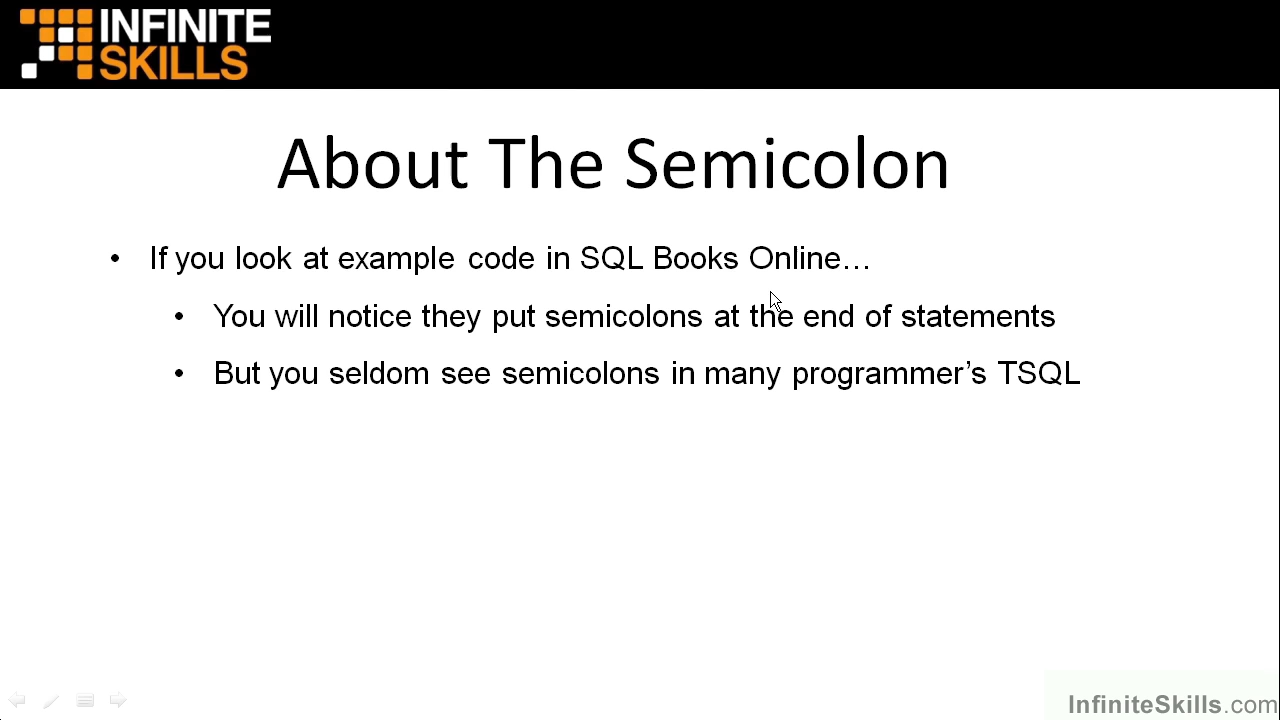 INFINITE
SKILLS
About The Semicolon
• If you look at example code in SQL Books Online…
• You will notice they put semicolons at the end of statements
• But you seldom see semicolons in many programmer’s TSQL
InfiniteSkills.com